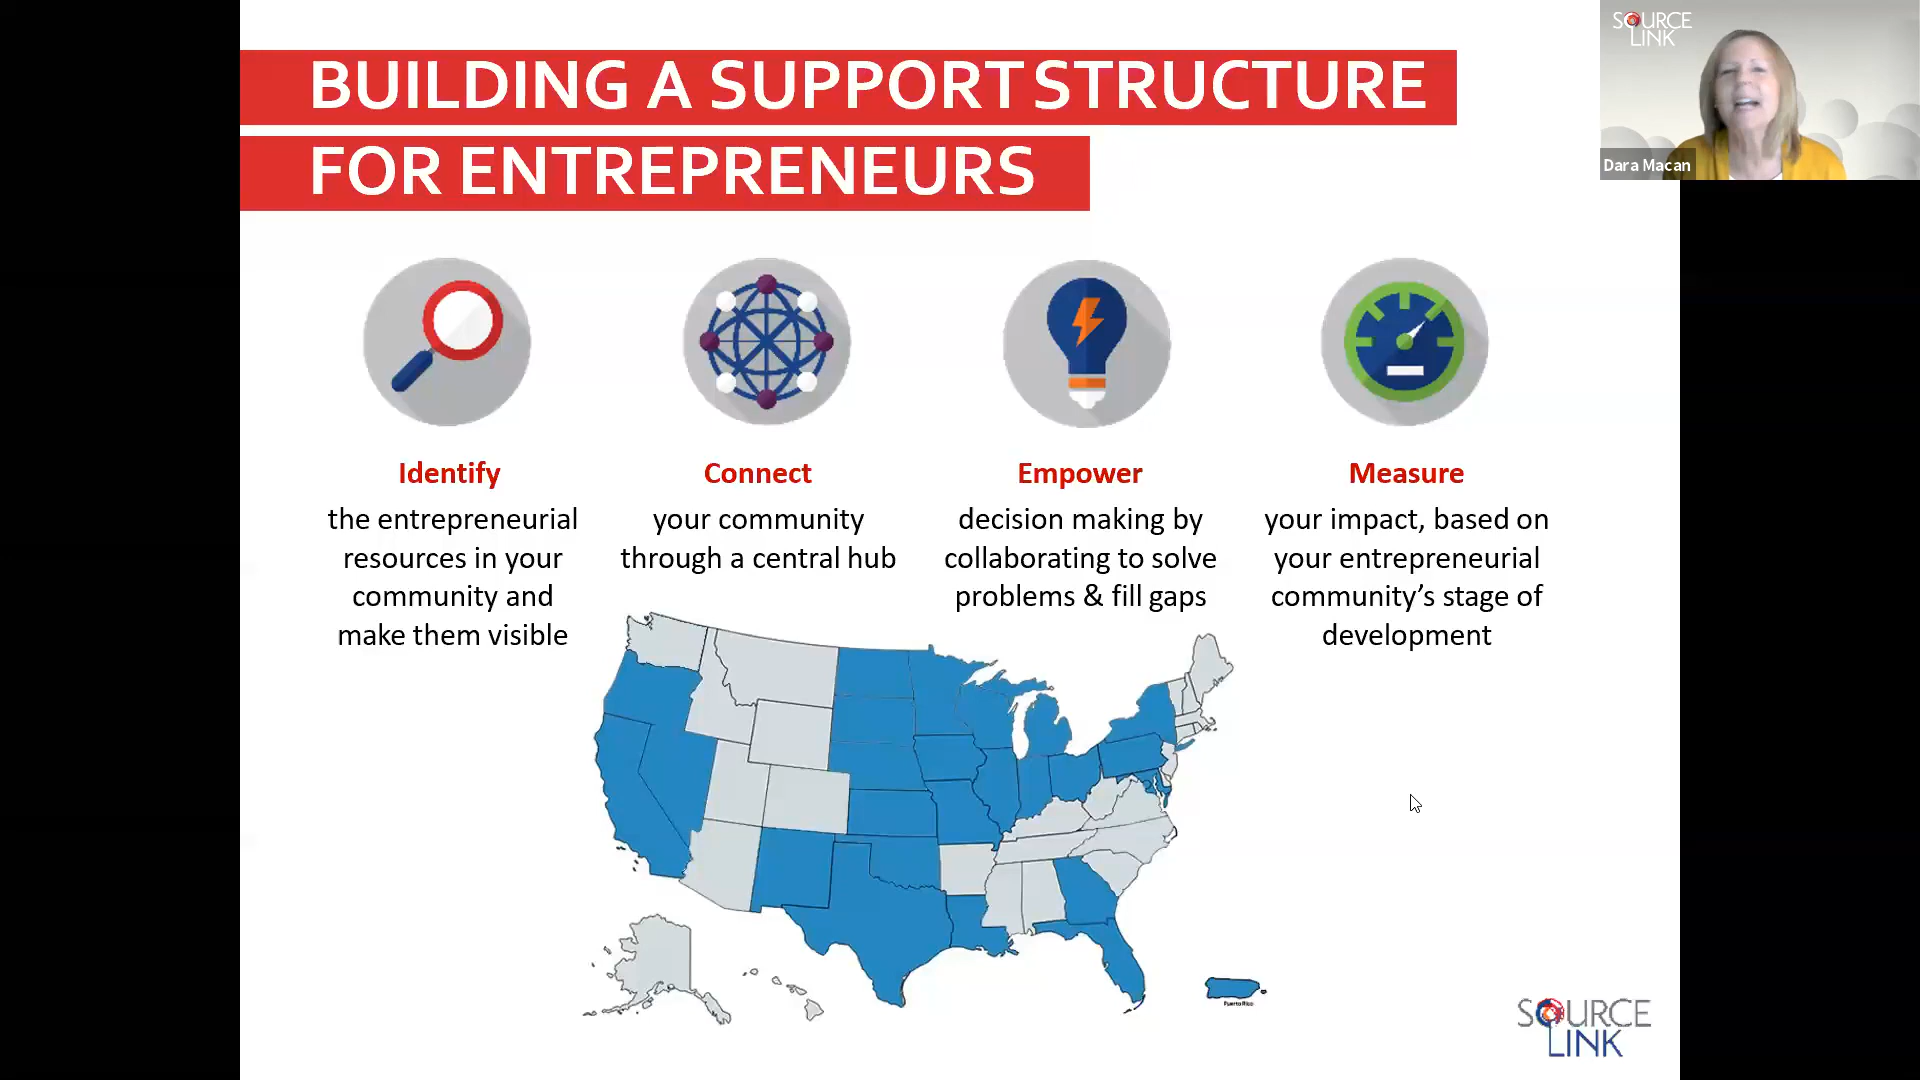 BUILDING A SUPPORT STRUCTURE
FOR ENTREPRENEURS
SOURCE
LINK
Dara Macan
Identify
the entrepreneurial
resources in your
community and
make them visible
Connect
your community
through a central hub
Empower
decision making by
collaborating to solve
problems & fill gaps
Measure
your impact, based on
your entrepreneurial
community’s stage of
development
Puerto Rico
SOURCE
LINK